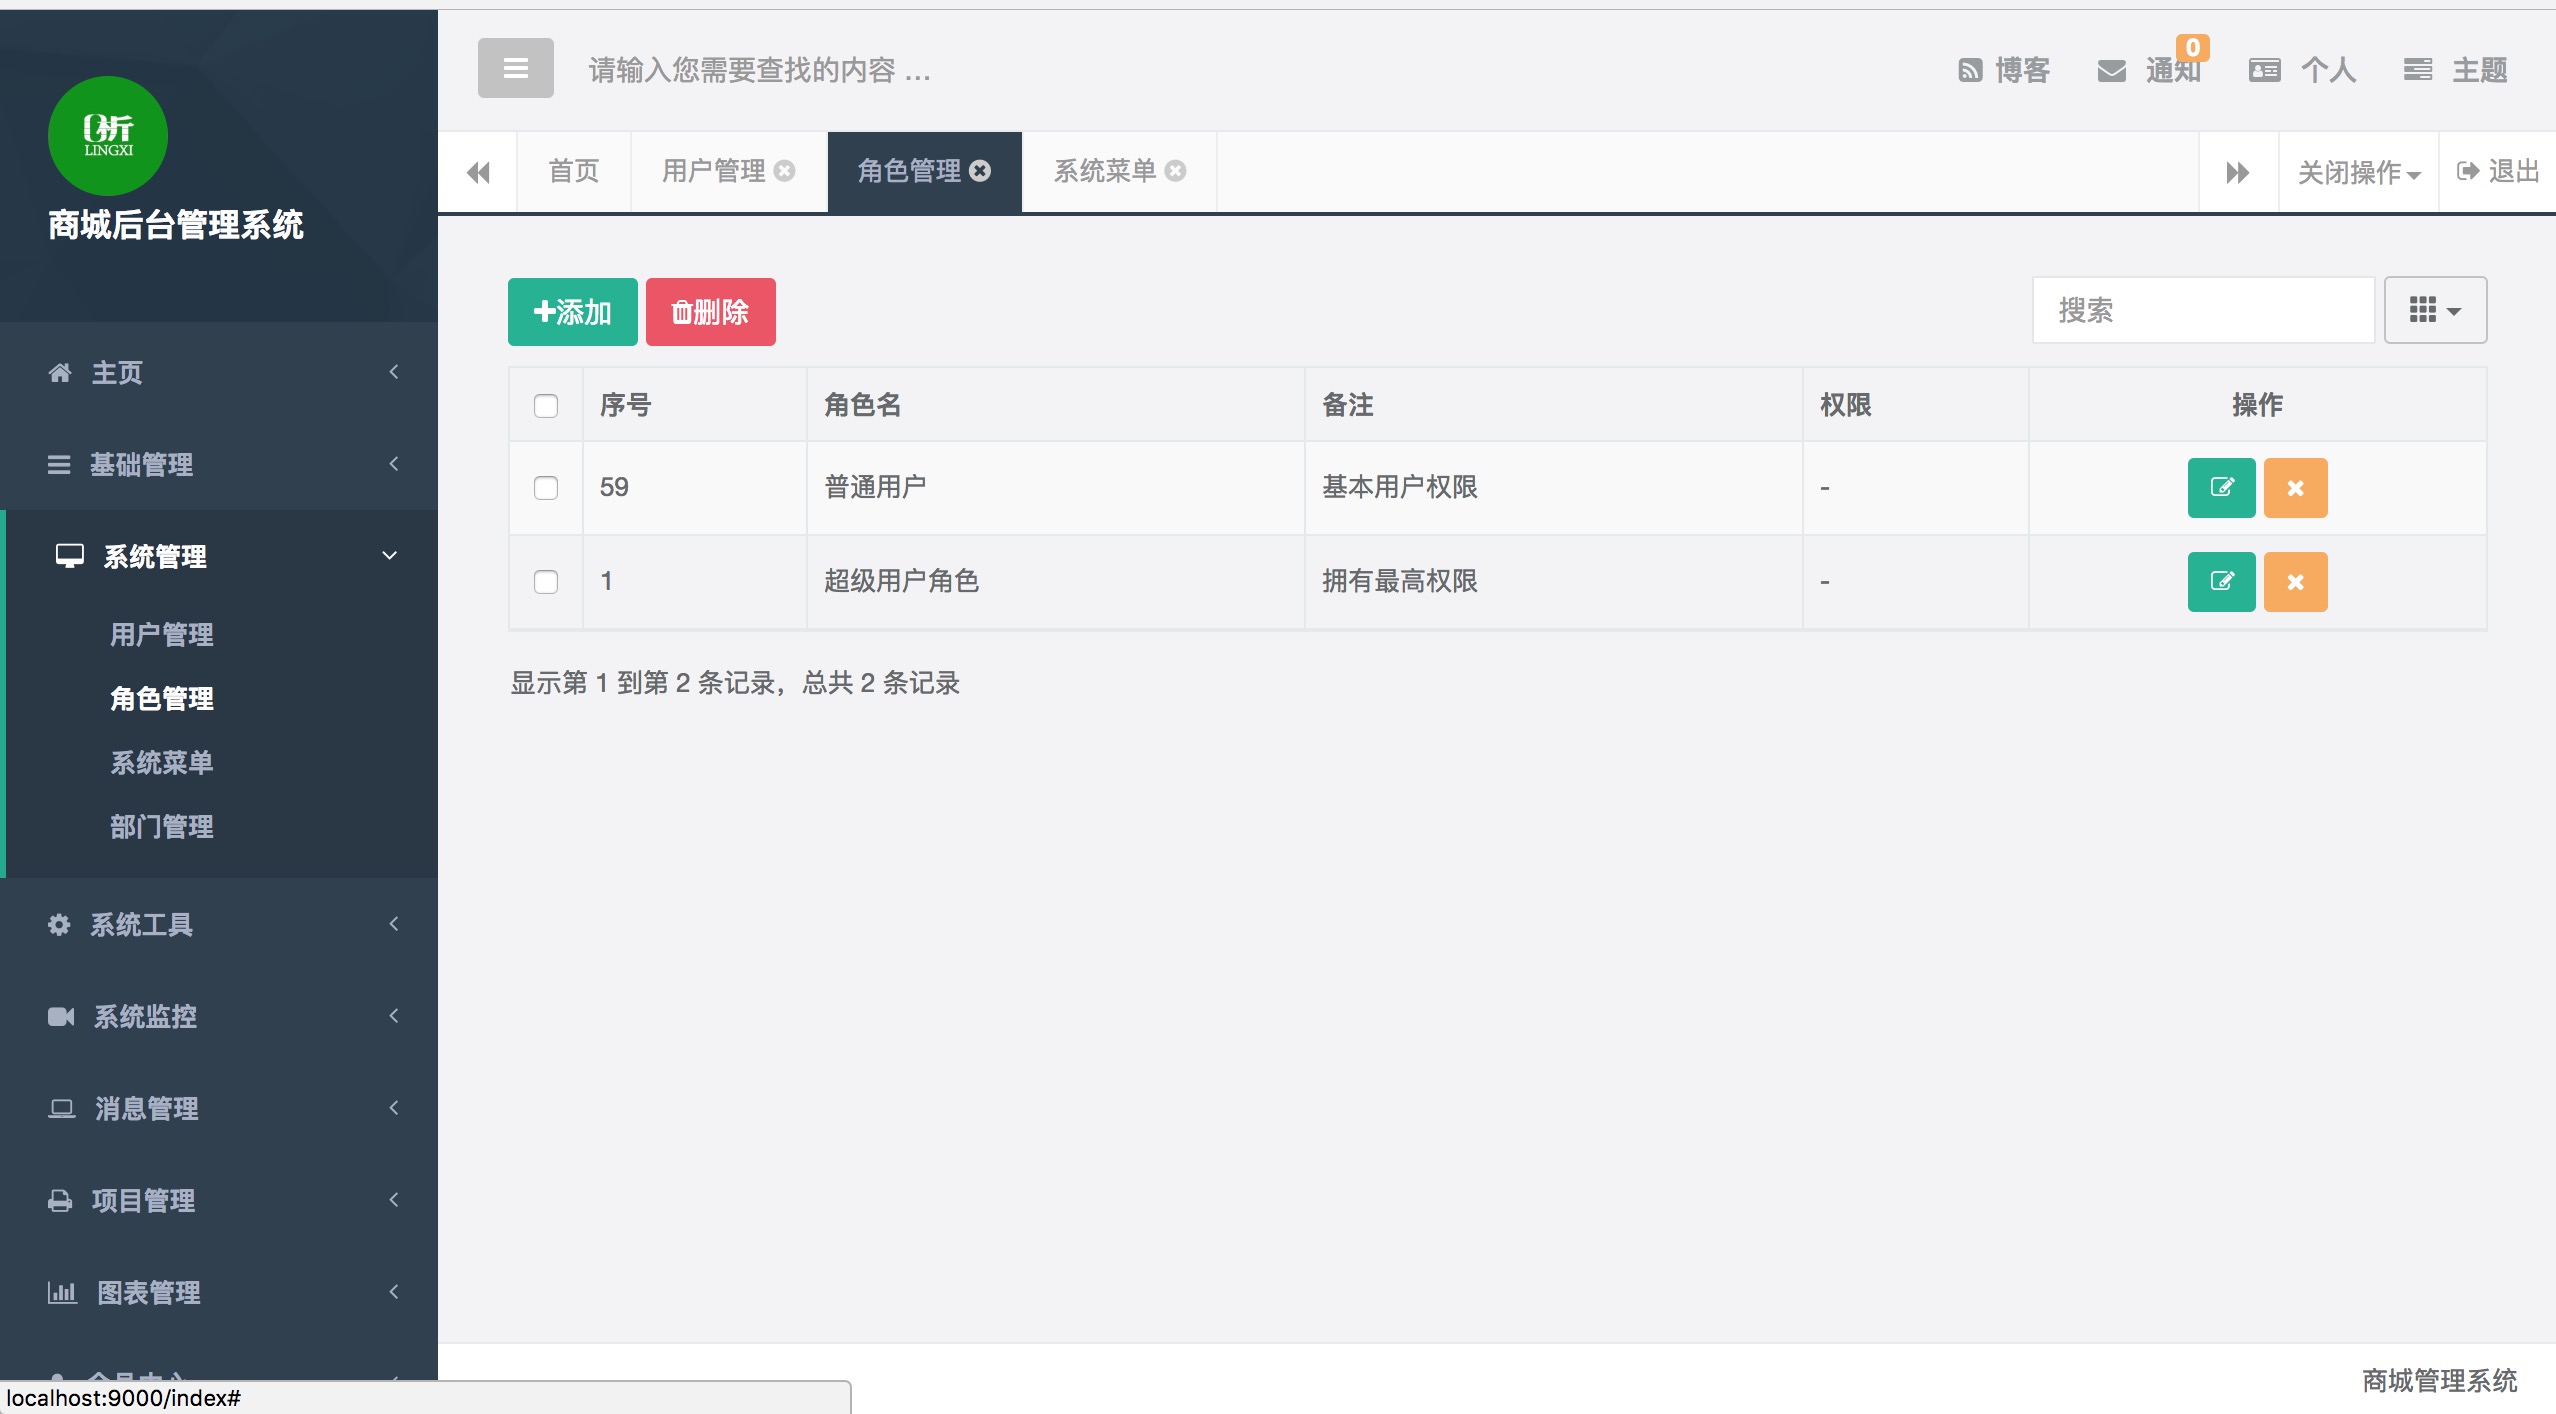 析
LINGXI
商城后台管理系统
主页
基础管理
系统管理
用户管理
角色管理
系统菜单
部门管理
系统工具
系统监控
消息管理
项目管理
图表管理
localhost:9000/index#
请输入您需要查找的内容 ...
博客
通知
0
个人
主题
首页
用户管理
角色管理
系统菜单
关闭操作
退出
添加
删除
搜索
序号 角色名 备注 权限 操作
59 普通用户 基本用户权限 -
1 超级用户角色 拥有最高权限 -
显示第 1 到第 2 条记录，总共 2 条记录
商城管理系统